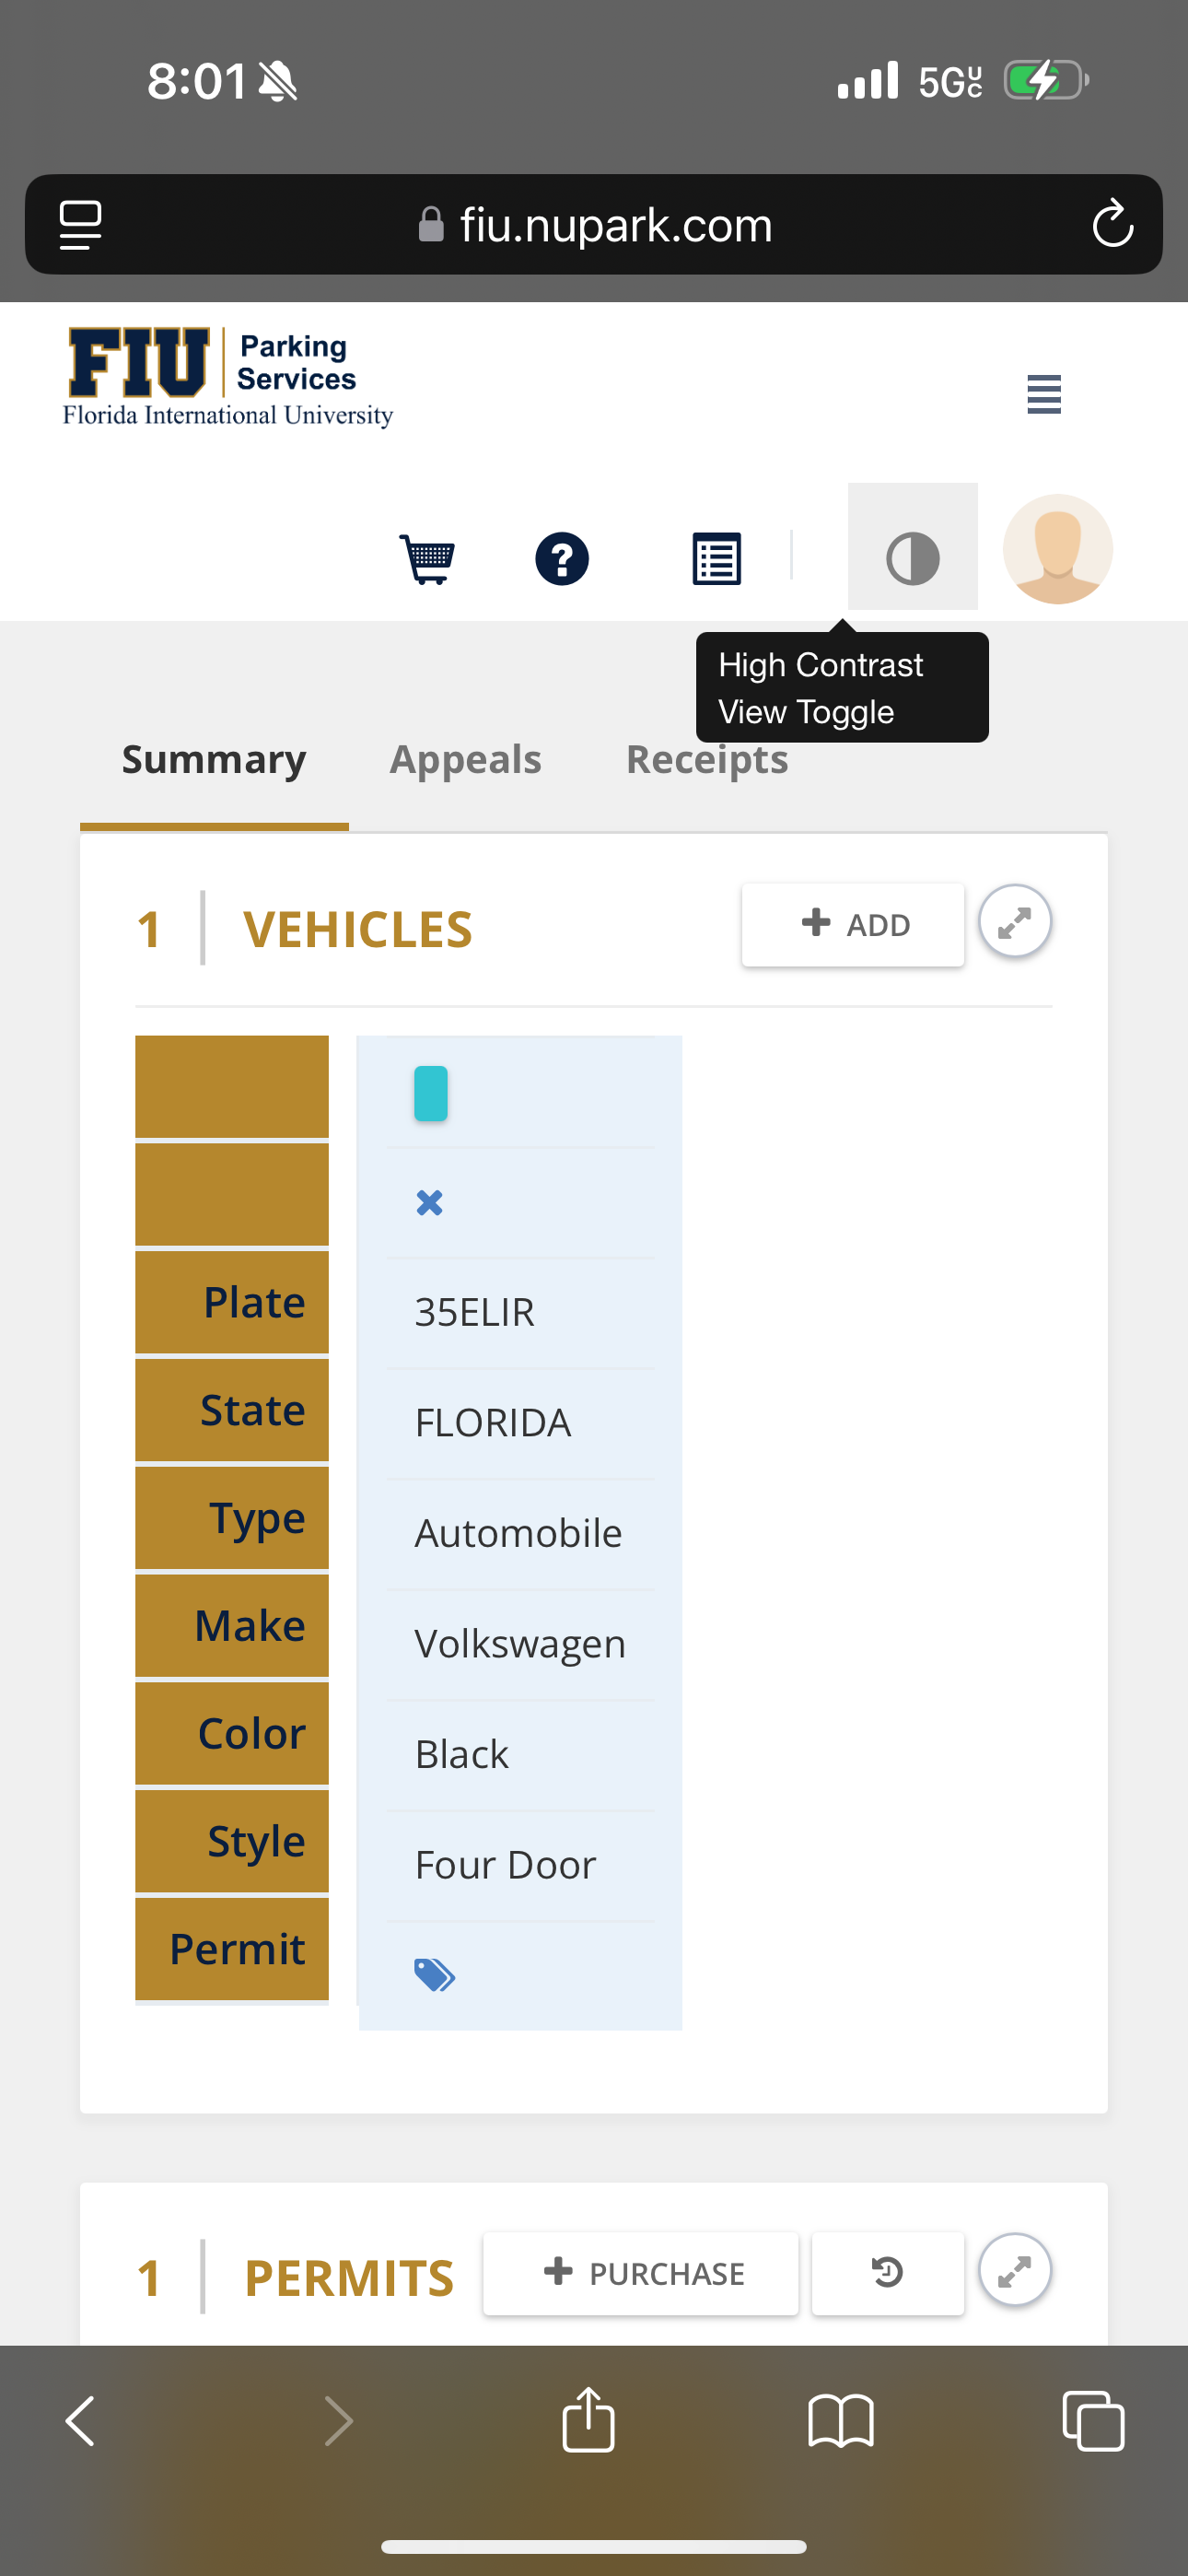 8:01
5G UC
fiu.nupark.com
FIU
Parking
Services
Florida International University
?
High Contrast
View Toggle
Summary Appeals Receipts
1 VEHICLES + ADD
Plate 35ELIR
State FLORIDA
Type Automobile
Make Volkswagen
Color Black
Style Four Door
Permit
1 PERMITS + PURCHASE